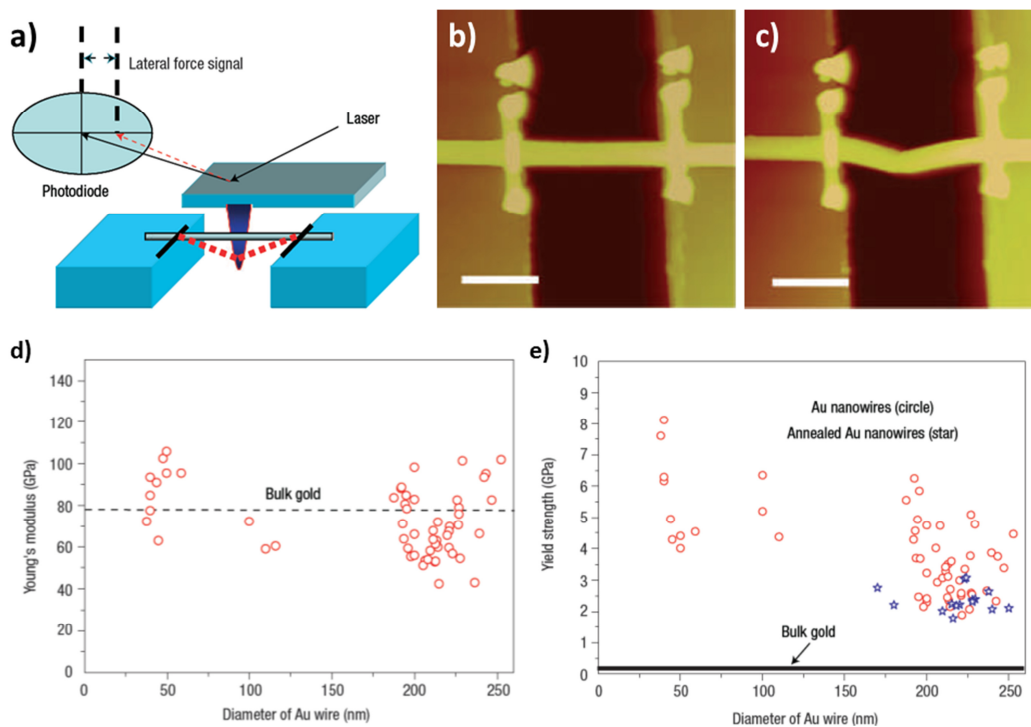 a)
Lateral force signal
Laser
Photodiode
b)
c)
d)
Young's modulus (GPa)
140
120
100
80
60
40
20
0
Bulk gold
0
50
100
150
200
250
Diameter of Au wire (nm)
e)
Yield strength (GPa)
10
9
8
7
6
5
4
3
2
1
0
Au nanowires (circle)
Annealed Au nanowires (star)
Bulk gold
0
50
100
150
200
250
Diameter of Au wire (nm)